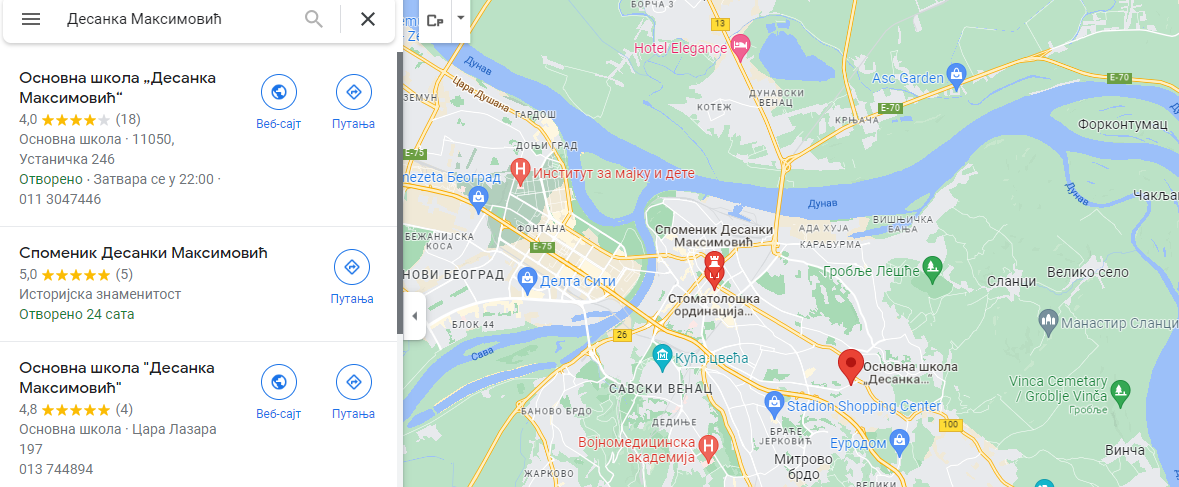 Десанка Максимовић
Основна школа „Десанка
Максимовић“
4,0 (18)
Основна школа · 11050,
Устаничка 246
Отворено · Затвара се у 22:00 ·
011 3047446
Веб-сајт
Путања
Споменик Десанки Максимовић
5,0 (5)
Историјска знаменитост
Отворено 24 сата
Путања
Основна школа "Десанка
Максимовић"
4,8 (4)
Основна школа · Цара Лазара
197
013 744894
Веб-сајт
Путања
БОРЧА 3
13
Hotel Elegance
Дунав
Asc Garden
E-70
Цара Душана
ЗЕМУН
ДУНАВСКИ
ВЕНАЦ
КОТЕЖ
E-70
ГАРДОШ
КРЊАЧА
Форконтумац
ДОЊИ ГРАД
E-75
Институт за мајку и дете
emezeta Београд
Дунав
Чакљан
Дунав
ВИШЊИЧКА
БАЊА
ФОНТАНА
Споменик Десанки
Максимовић
АДА ХУЈА
БЕЖАНИЈСКА
КОСА
E-75
КАРАБУРМА
НОВИ БЕОГРАД
Делта Сити
Гробље Лешће
Сланци
Велико село
Стоматолошка
ординација...
БЛОК 44
26
Манастир Сланци
Сава
Кућа цвећа
Основна школа
„Десанка...“
САВСКИ ВЕНАЦ
Vinca Cemetary
/ Groblje Vinča
Гробље
БАНОВО БРДО
Stadion Shopping Center
ДЕДИЊЕ
100
БРАЋЕ
ЈЕРКОВИЋ
Војномедицинска
академија
Еуродом
Винча
Митрово
брдо
ЖАРКОВО
ВЕЛИКИ